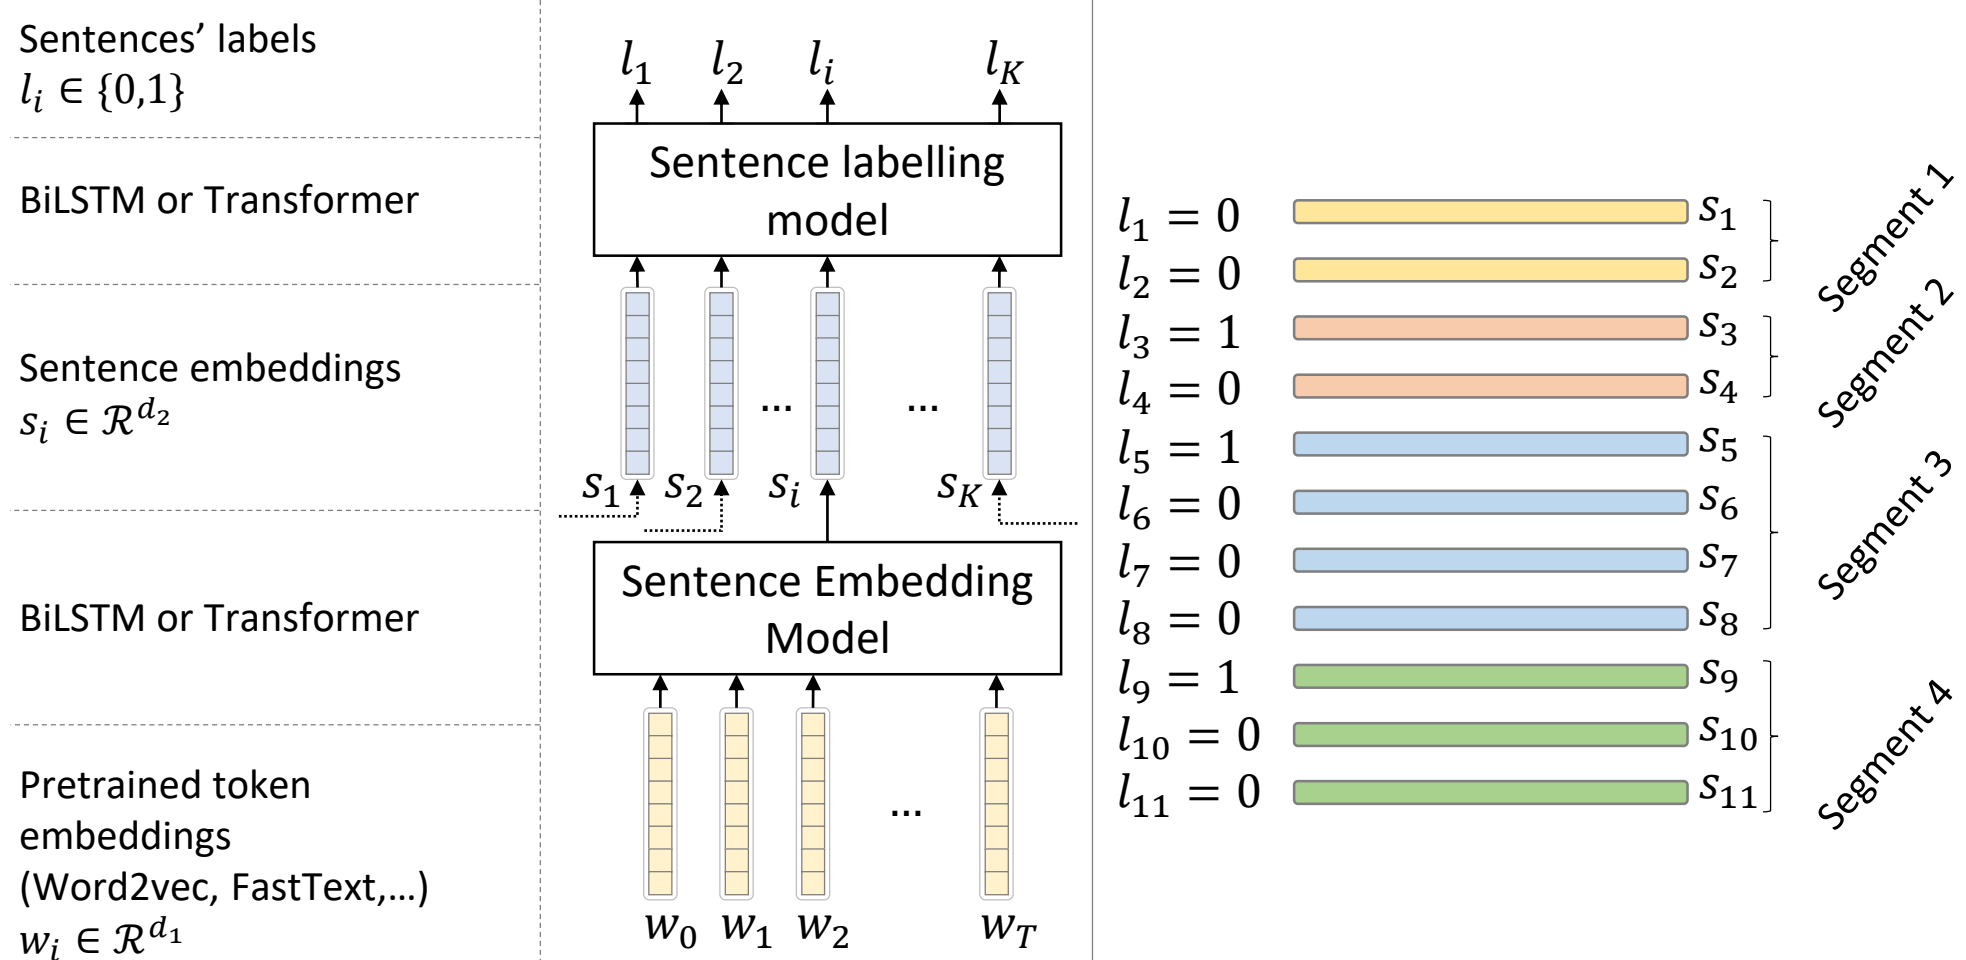 Sentences’ labels
l_i ∈ {0,1}
BiLSTM or Transformer
Sentence embeddings
s_i ∈ ℛ^{d_2}
BiLSTM or Transformer
Pretrained token
embeddings
(Word2vec, FastText,...)
w_i ∈ ℛ^{d_1}
l_1 l_2 l_i l_K
Sentence labelling
model
... ...
s_1 s_2 s_i s_K
Sentence Embedding
Model
...
w_0 w_1 w_2 w_T
l_1 = 0 s_1
l_2 = 0 s_2
Segment 1
l_3 = 1 s_3
l_4 = 0 s_4
Segment 2
l_5 = 1 s_5
l_6 = 0 s_6
l_7 = 0 s_7
l_8 = 0 s_8
Segment 3
l_9 = 1 s_9
l_10 = 0 s_10
l_11 = 0 s_11
Segment 4